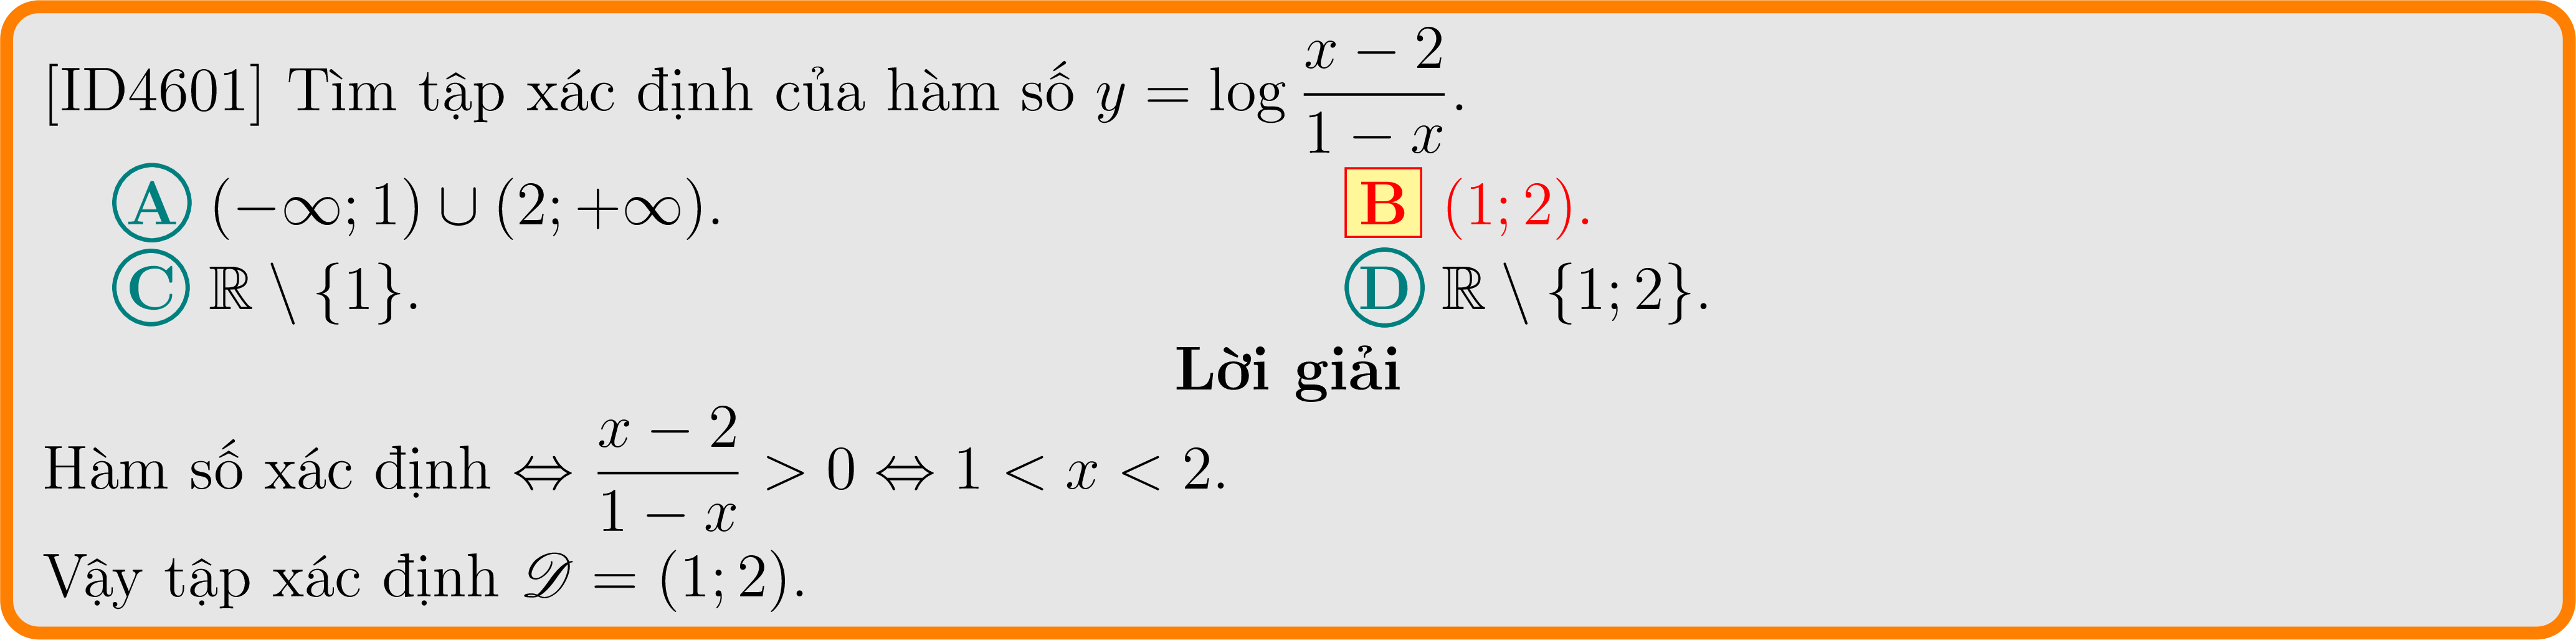 [ID4601] Tìm tập xác định của hàm số $y = \log \dfrac{x-2}{1-x}$.
A $(-\infty; 1) \cup (2; +\infty)$. B $(1; 2)$.
C $\mathbb{R} \setminus \{1\}$. D $\mathbb{R} \setminus \{1; 2\}$.
Lời giải
Hàm số xác định $\Leftrightarrow \dfrac{x-2}{1-x} > 0 \Leftrightarrow 1 < x < 2$.
Vậy tập xác định $\mathscr{D} = (1; 2)$.